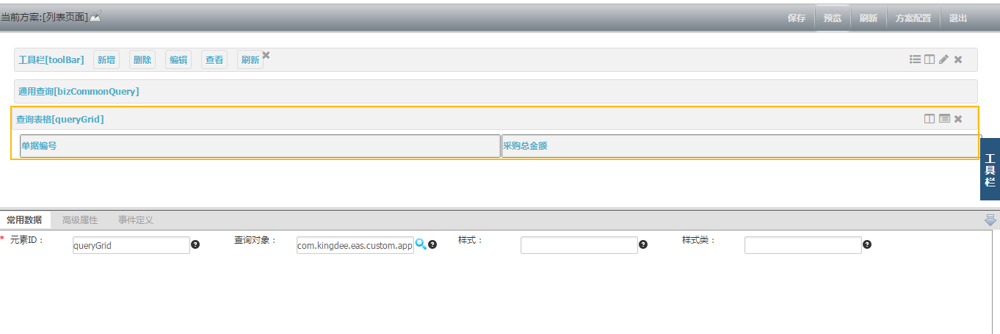 当前方案:[列表页面]
保存 预览 刷新 方案配置 退出
工具栏[toolBar] 新增 删除 编辑 查看 刷新
通用查询[bizCommonQuery]
查询表格[queryGrid]
单据编号 采购总金额
工具栏
常用数据 高级属性 事件定义
* 元素ID： queryGrid 查询对象： com.kingdee.eas.custom.app 样式： 样式类：